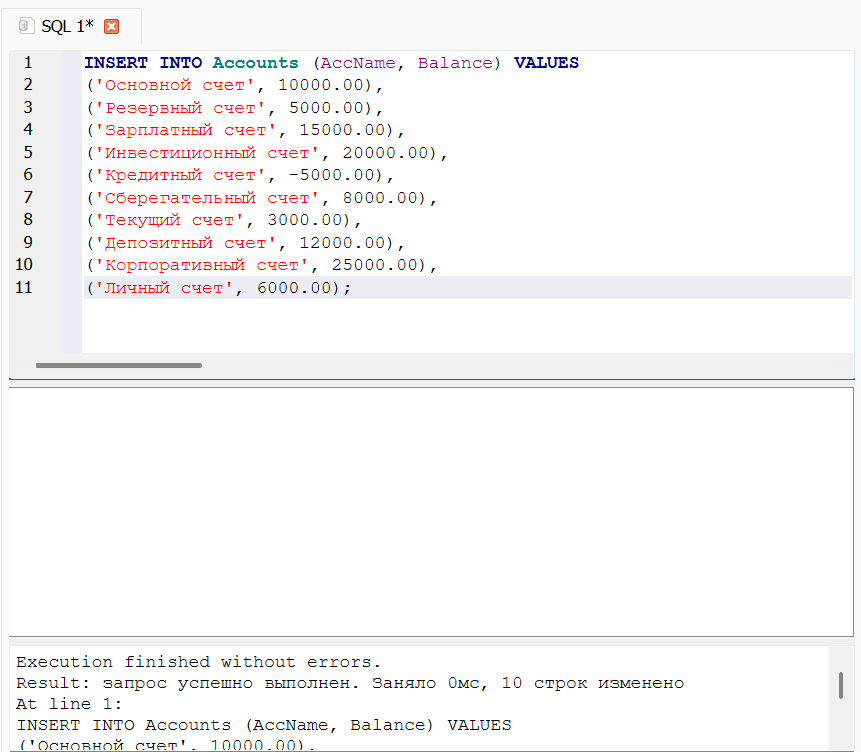 SQL 1*
1 INSERT INTO Accounts (AccName, Balance) VALUES
2 ('Основной счет', 10000.00),
3 ('Резервный счет', 5000.00),
4 ('Зарплатный счет', 15000.00),
5 ('Инвестиционный счет', 20000.00),
6 ('Кредитный счет', -5000.00),
7 ('Сберегательный счет', 8000.00),
8 ('Текущий счет', 3000.00),
9 ('Депозитный счет', 12000.00),
10 ('Корпоративный счет', 25000.00),
11 ('Личный счет', 6000.00);
Execution finished without errors.
Result: запрос успешно выполнен. Заняло 0мс, 10 строк изменено
At line 1:
INSERT INTO Accounts (AccName, Balance) VALUES
('Основной счет', 10000.00),